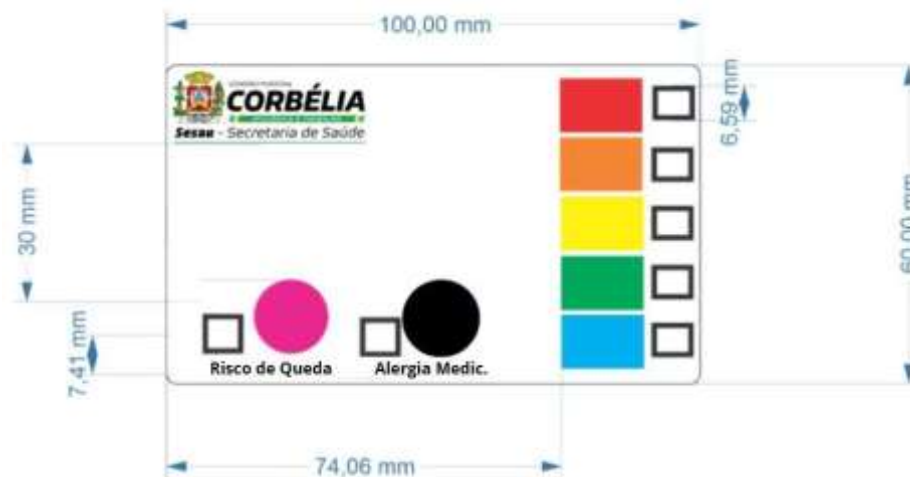 100,00 mm
CORBÉLIA
Sesau - Secretaria de Saúde
6,59 mm
30 mm
60,00 mm
7,41 mm
Risco de Queda
Alergia Medic.
74,06 mm